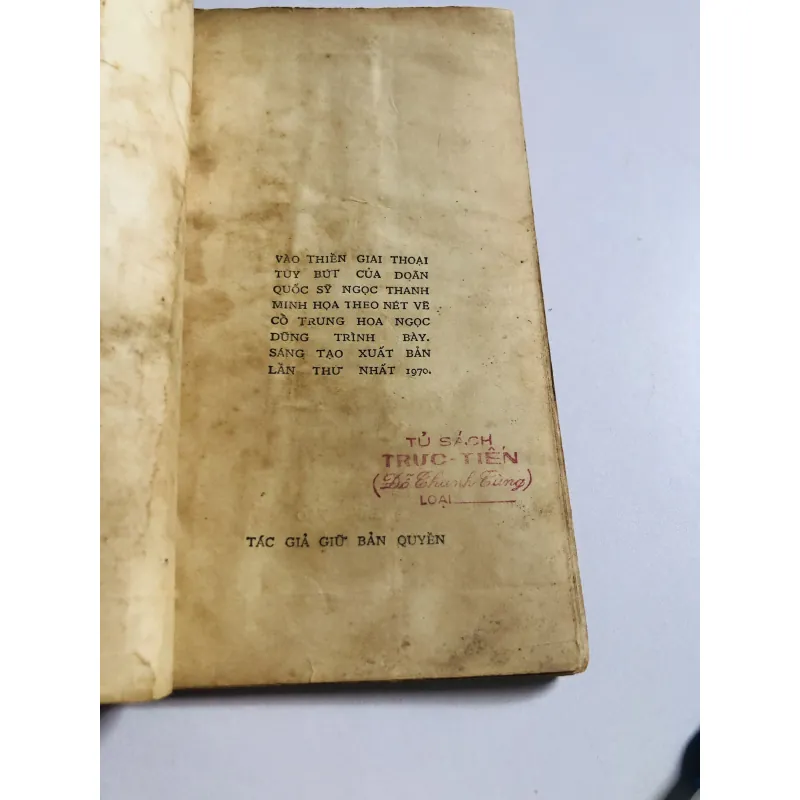 VÀO THIỀN GIAI THOẠI
TÙY BÚT CỦA DOÃN
QUỐC SỸ NGỌC THANH
MINH HỌA THEO NÉT VẼ
CỔ TRUNG HOA NGỌC
DŨNG TRÌNH BÀY.
SÁNG TẠO XUẤT BẢN
LẦN THỨ NHẤT 1970.
TỦ SÁCH
TRỰC-TIẾN
(Đỗ Thanh Tùng)
LOẠI
TÁC GIẢ GIỮ BẢN QUYỀN